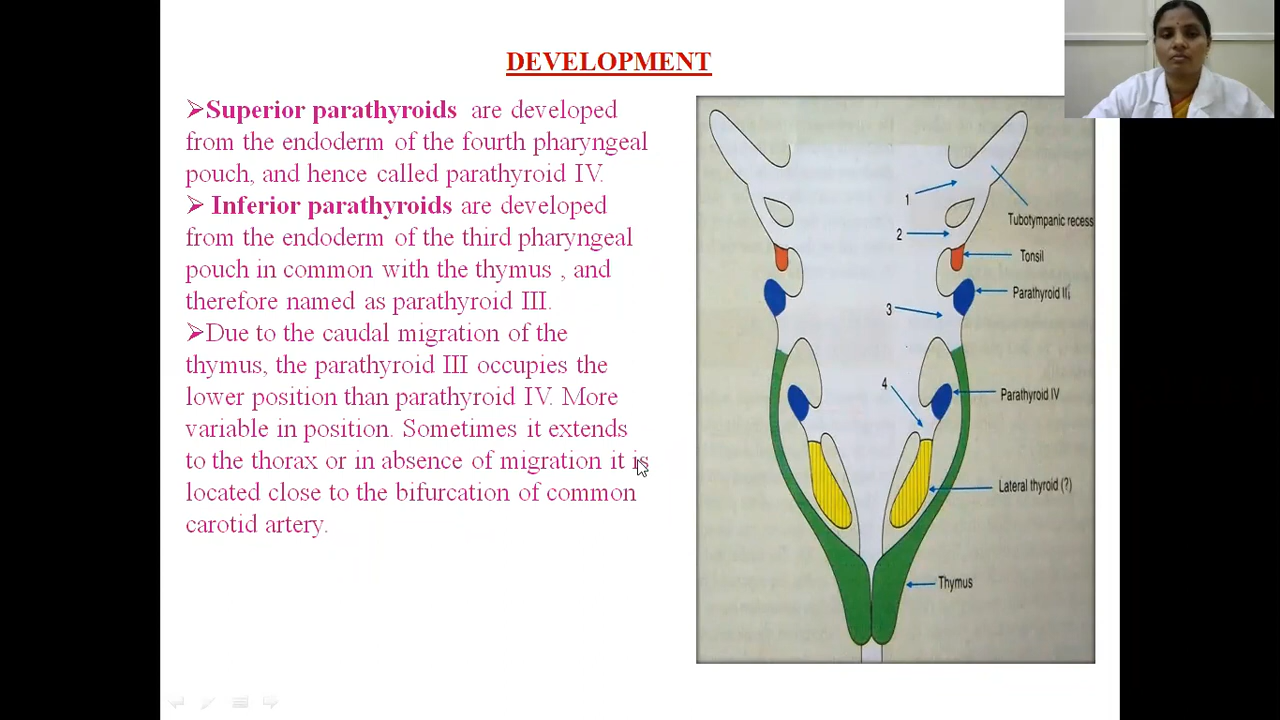 DEVELOPMENT
➢Superior parathyroids are developed
from the endoderm of the fourth pharyngeal
pouch, and hence called parathyroid IV.
➢ Inferior parathyroids are developed
from the endoderm of the third pharyngeal
pouch in common with the thymus , and
therefore named as parathyroid III.
➢Due to the caudal migration of the
thymus, the parathyroid III occupies the
lower position than parathyroid IV. More
variable in position. Sometimes it extends
to the thorax or in absence of migration it is
located close to the bifurcation of common
carotid artery.
1
Tubotympanic recess
2
Tonsil
Parathyroid III
3
4
Parathyroid IV
Lateral thyroid (?)
Thymus